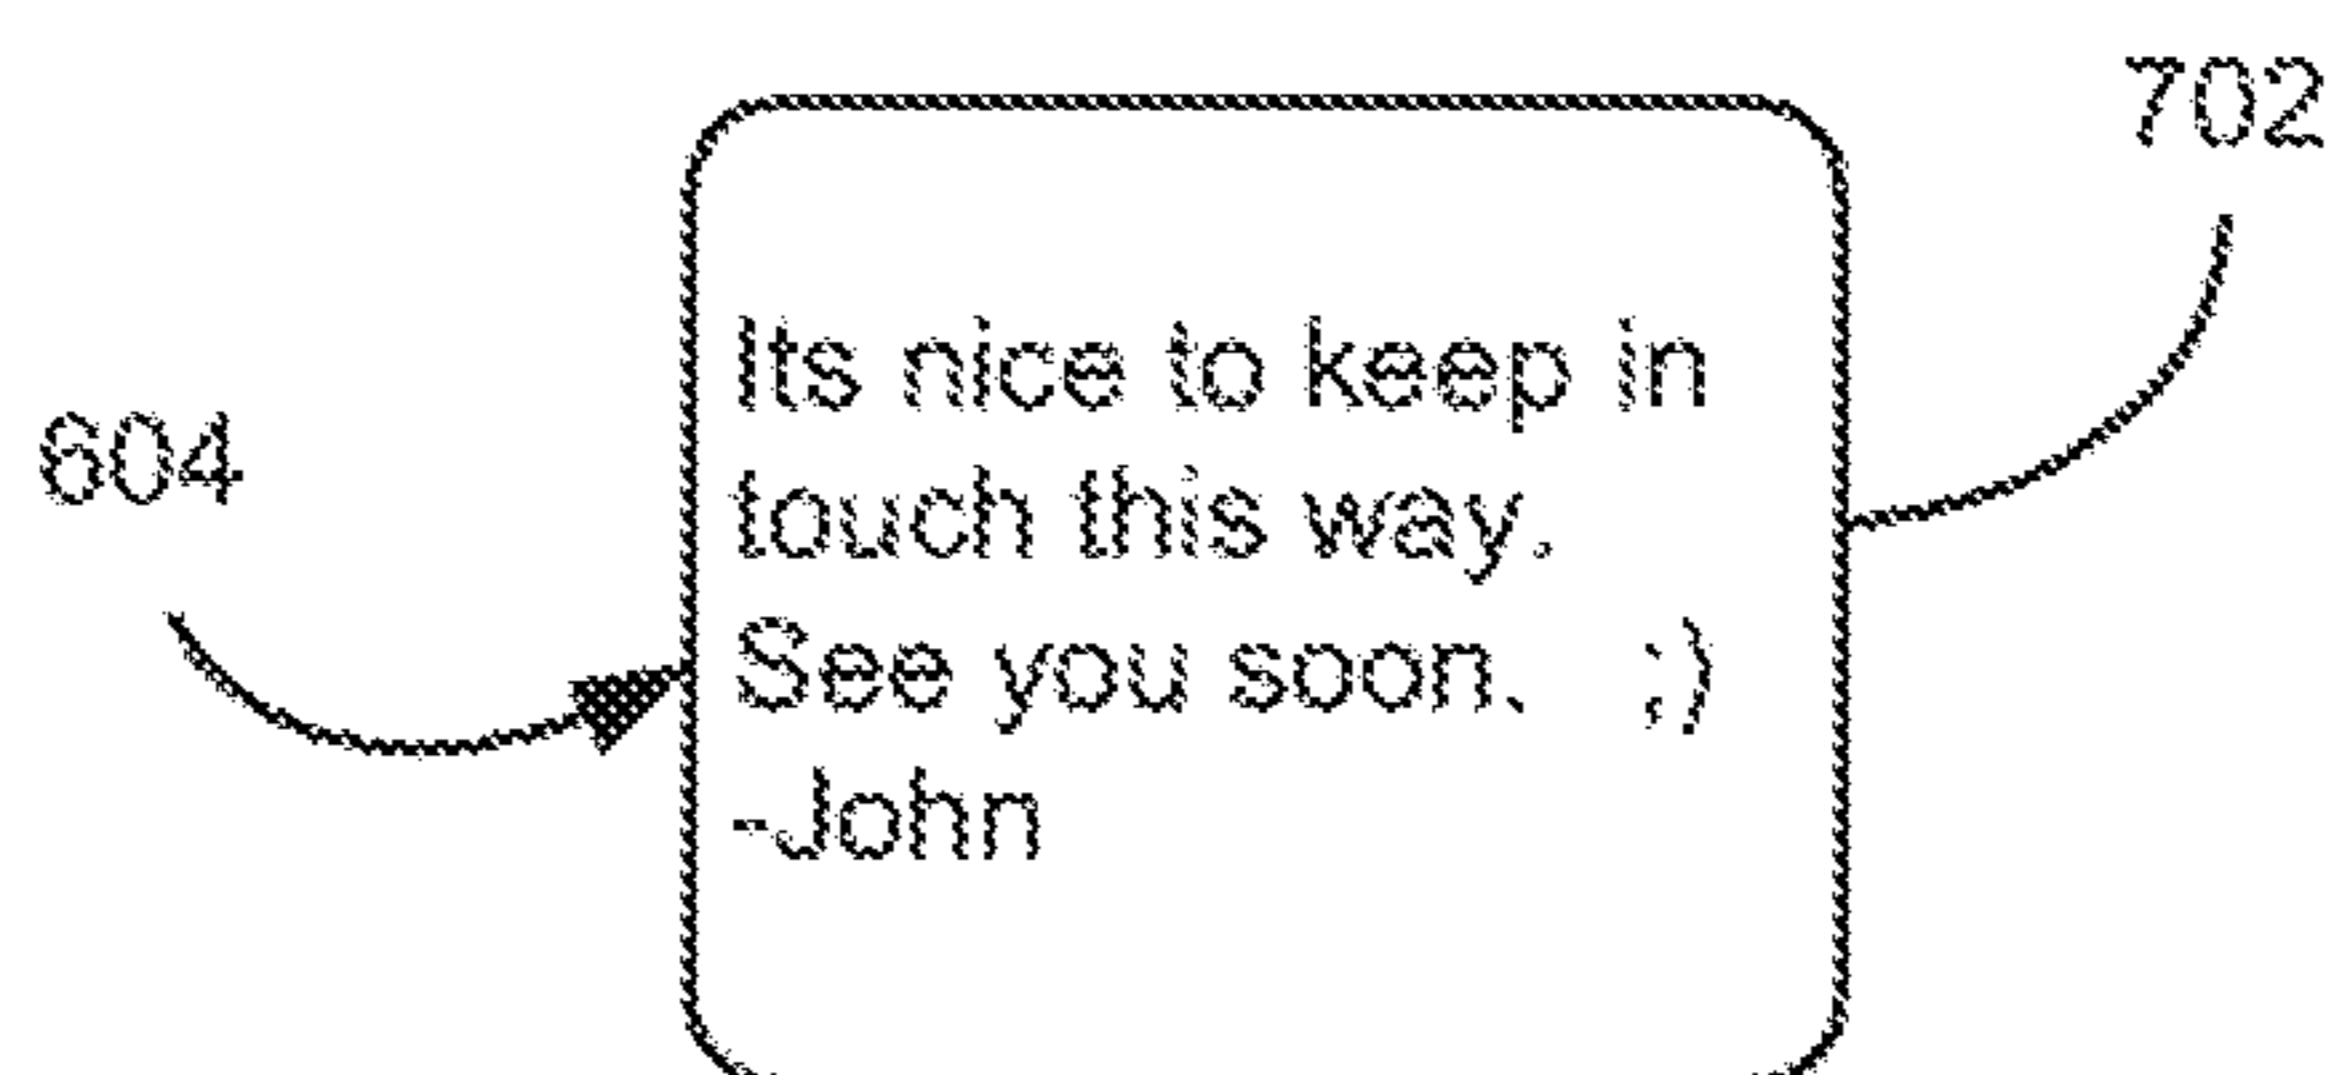 702
Its nice to keep in
604
touch this way.
See you soon. ;)
-John